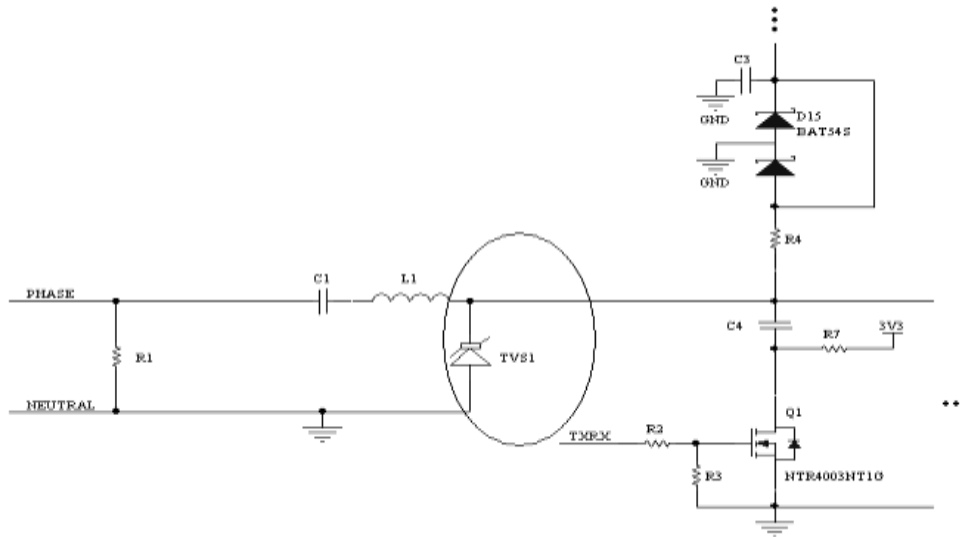 C3
GND
D15
BAT54S
GND
R4
PHASE
C1
L1
C4
R7
3V3
R1
TVS1
NEUTRAL
TXRX
R2
Q1
R3
NTR4003NT1G